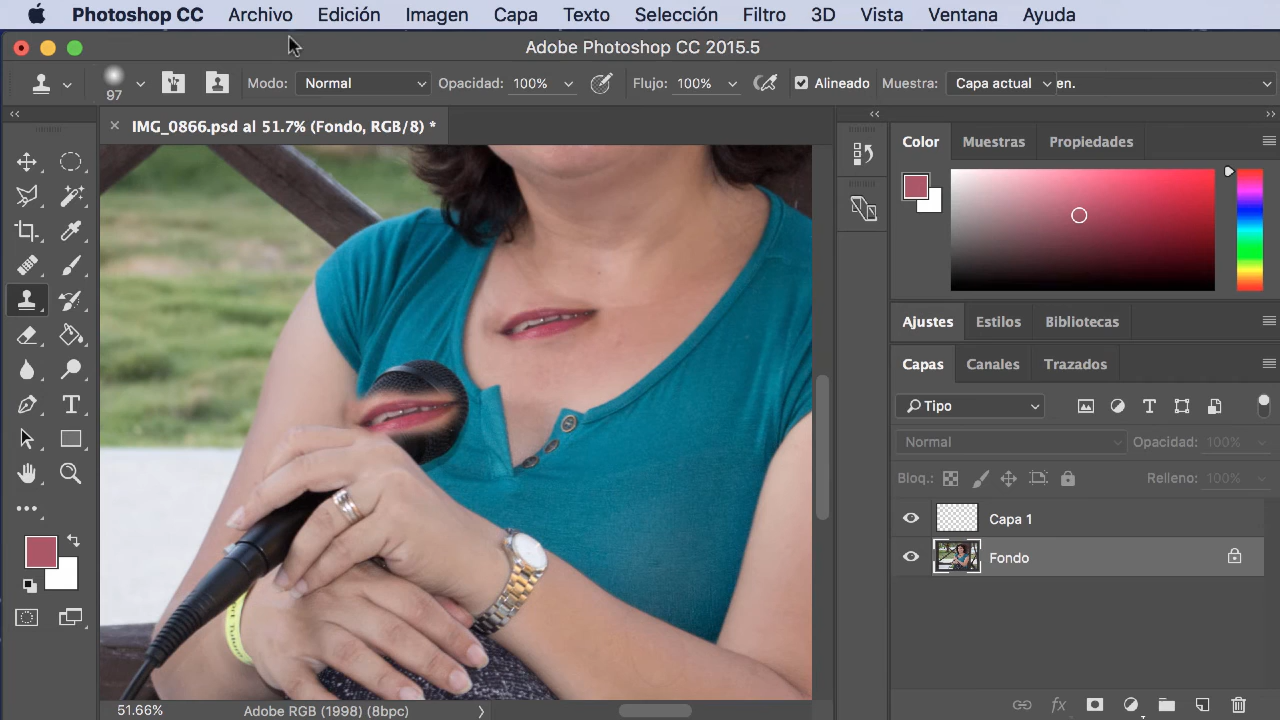 Photoshop CC Archivo Edición Imagen Capa Texto Selección Filtro 3D Vista Ventana Ayuda
Adobe Photoshop CC 2015.5
97 Modo: Normal Opacidad: 100% Flujo: 100% Alineado Muestra: Capa actual en.
IMG_0866.psd al 51.7% (Fondo, RGB/8) *
Color Muestras Propiedades
Ajustes Estilos Bibliotecas
Capas Canales Trazados
Tipo
Normal Opacidad: 100%
Bloq.: Relleno: 100%
Capa 1
Fondo
51.66% Adobe RGB (1998) (8bpc)